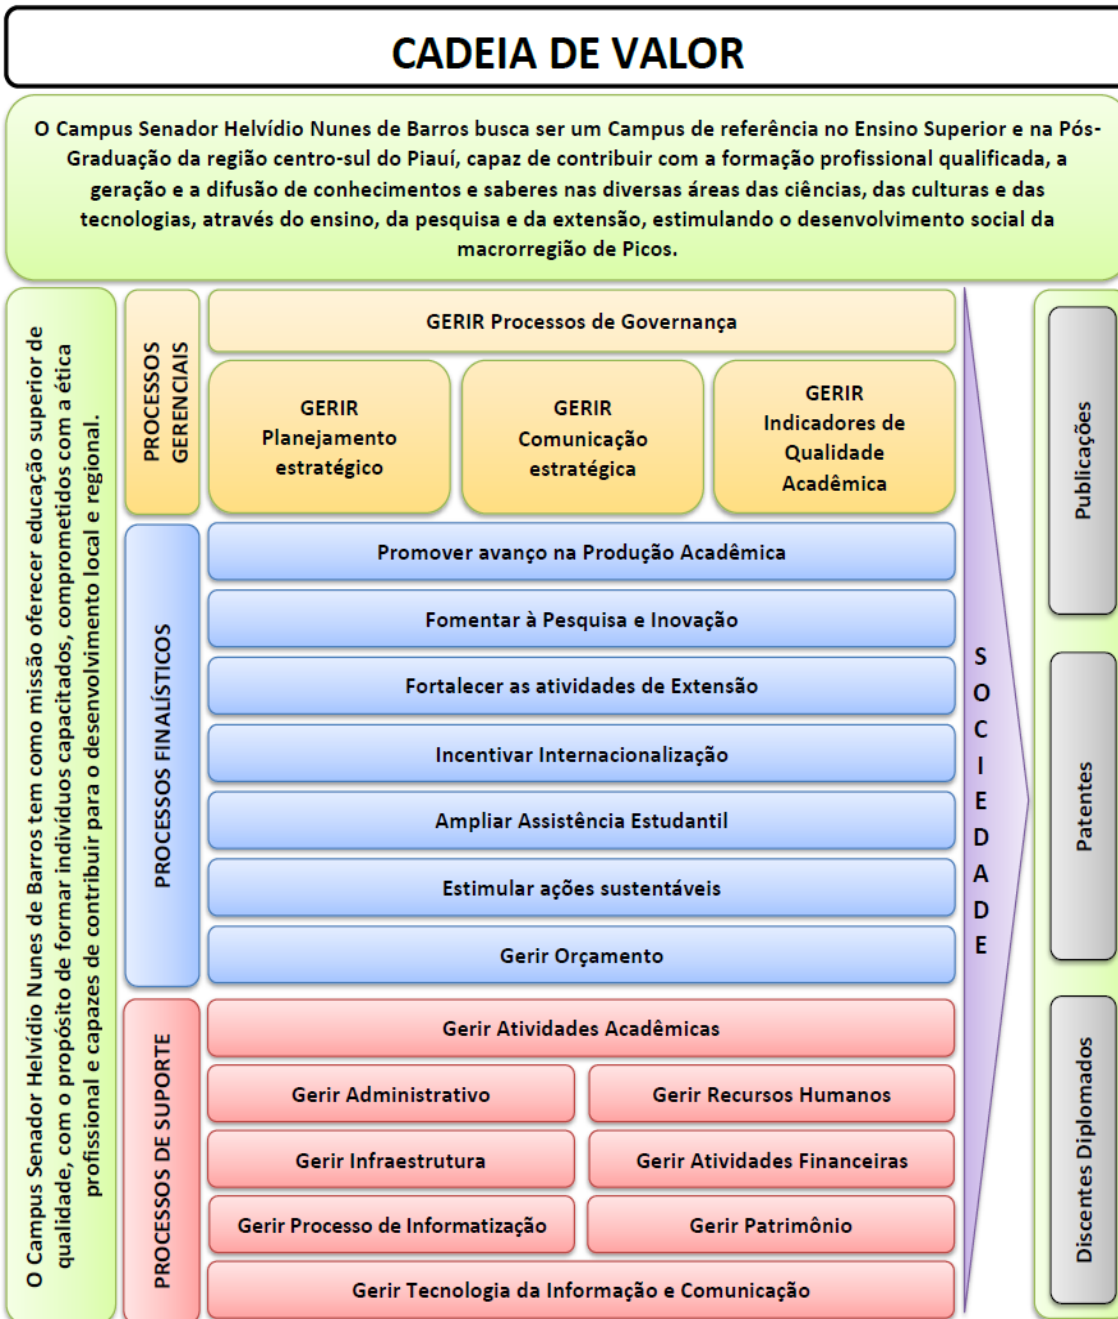 CADEIA DE VALOR
O Campus Senador Helvídio Nunes de Barros busca ser um Campus de referência no Ensino Superior e na Pós-
Graduação da região centro-sul do Piauí, capaz de contribuir com a formação profissional qualificada, a
geração e a difusão de conhecimentos e saberes nas diversas áreas das ciências, das culturas e das
tecnologias, através do ensino, da pesquisa e da extensão, estimulando o desenvolvimento social da
macrorregião de Picos.
O Campus Senador Helvídio Nunes de Barros tem como missão oferecer educação superior de
qualidade, com o propósito de formar indivíduos capacitados, comprometidos com a ética
profissional e capazes de contribuir para o desenvolvimento local e regional.
PROCESSOS
GERENCIAIS
GERIR Processos de Governança
GERIR
Planejamento
estratégico
GERIR
Comunicação
estratégica
GERIR
Indicadores de
Qualidade
Acadêmica
PROCESSOS FINALÍSTICOS
Promover avanço na Produção Acadêmica
Fomentar à Pesquisa e Inovação
Fortalecer as atividades de Extensão
Incentivar Internacionalização
Ampliar Assistência Estudantil
Estimular ações sustentáveis
Gerir Orçamento
PROCESSOS DE SUPORTE
Gerir Atividades Acadêmicas
Gerir Administrativo
Gerir Recursos Humanos
Gerir Infraestrutura
Gerir Atividades Financeiras
Gerir Processo de Informatização
Gerir Patrimônio
Gerir Tecnologia da Informação e Comunicação
SOCIEDADE
Publicações
Patentes
Discentes Diplomados